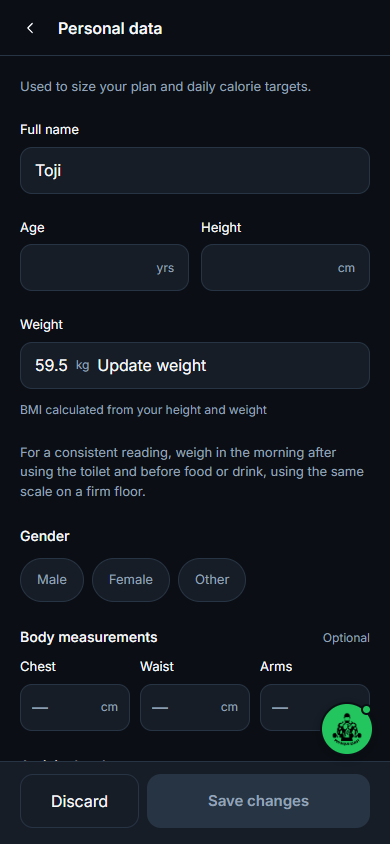 Personal data
Used to size your plan and daily calorie targets.
Full name
Toji
Age Height
yrs cm
Weight
59.5 kg Update weight
BMI calculated from your height and weight
For a consistent reading, weigh in the morning after
using the toilet and before food or drink, using the same
scale on a firm floor.
Gender
Male Female Other
Body measurements Optional
Chest Waist Arms
— cm — cm —
Discard Save changes